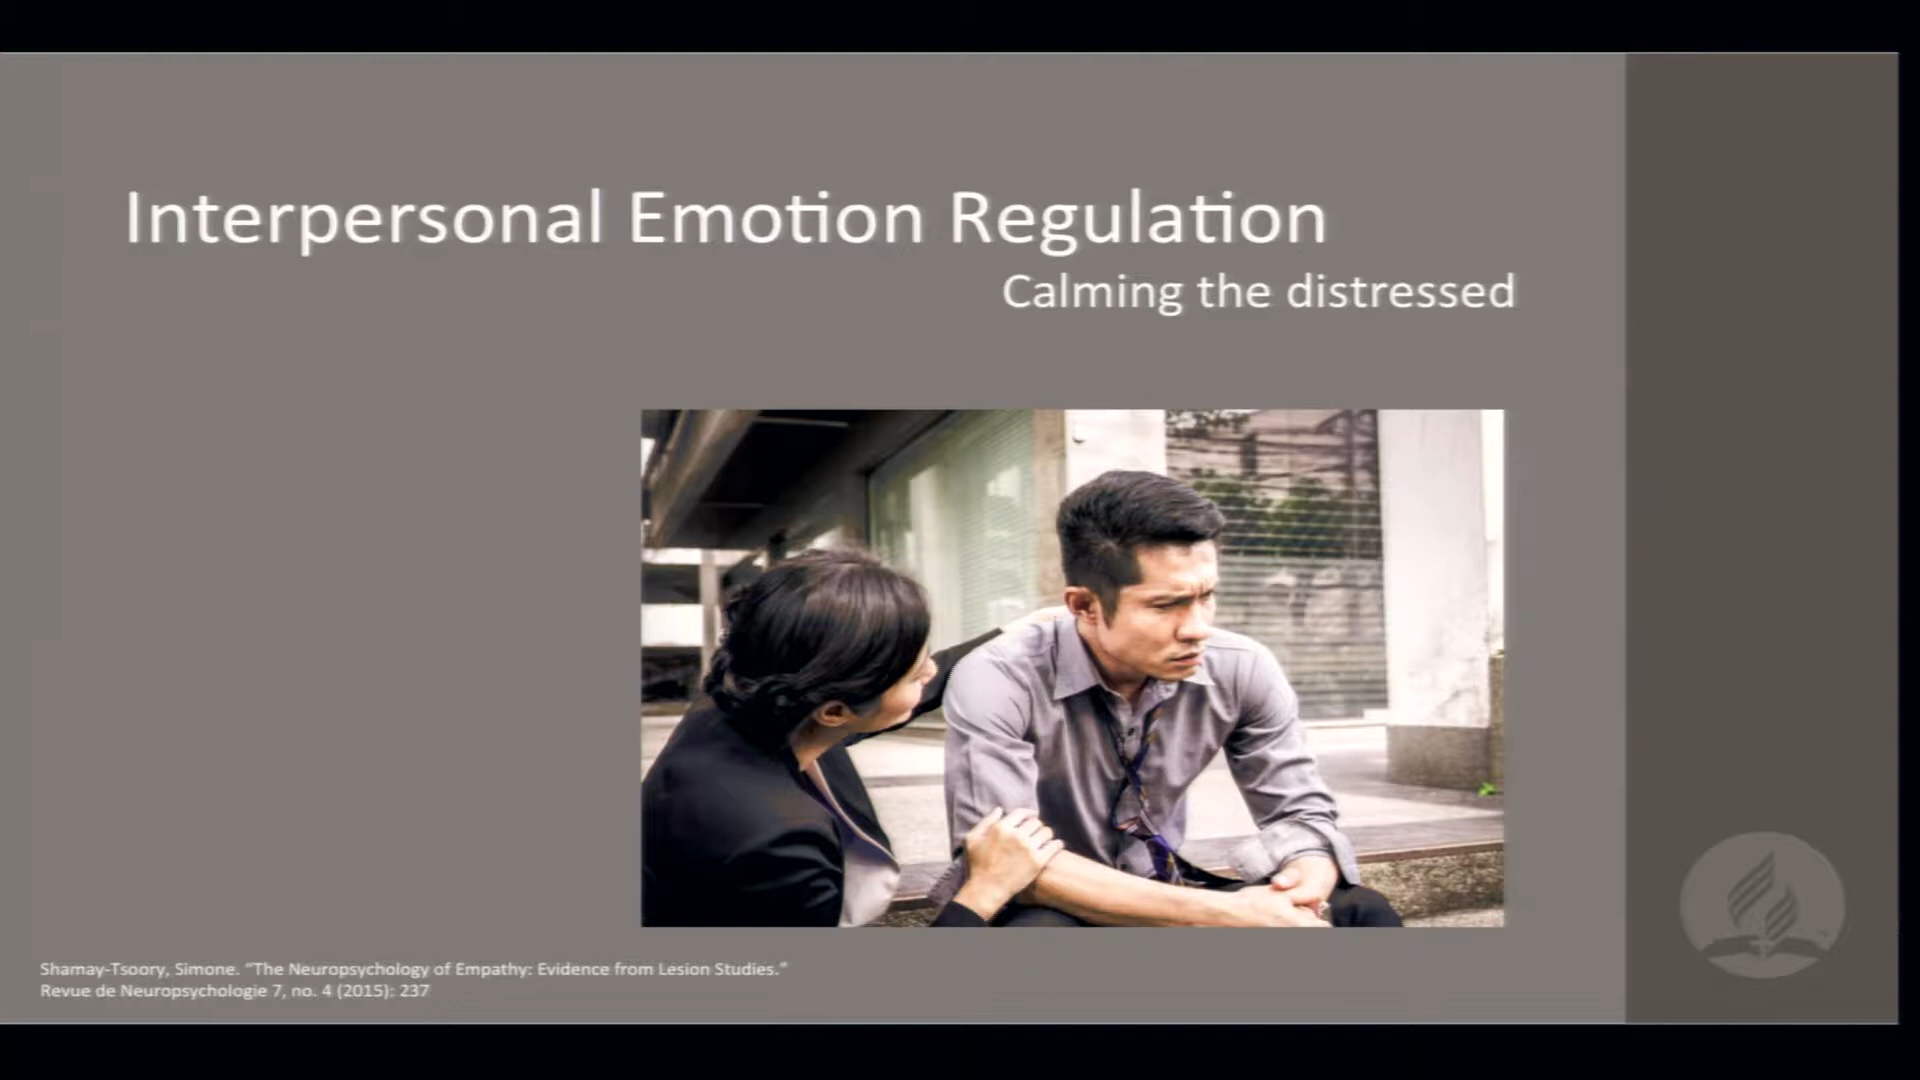 Interpersonal Emotion Regulation
Calming the distressed
Shamay-Tsoory, Simone. “The Neuropsychology of Empathy: Evidence from Lesion Studies.”
Revue de Neuropsychologie 7, no. 4 (2015): 237